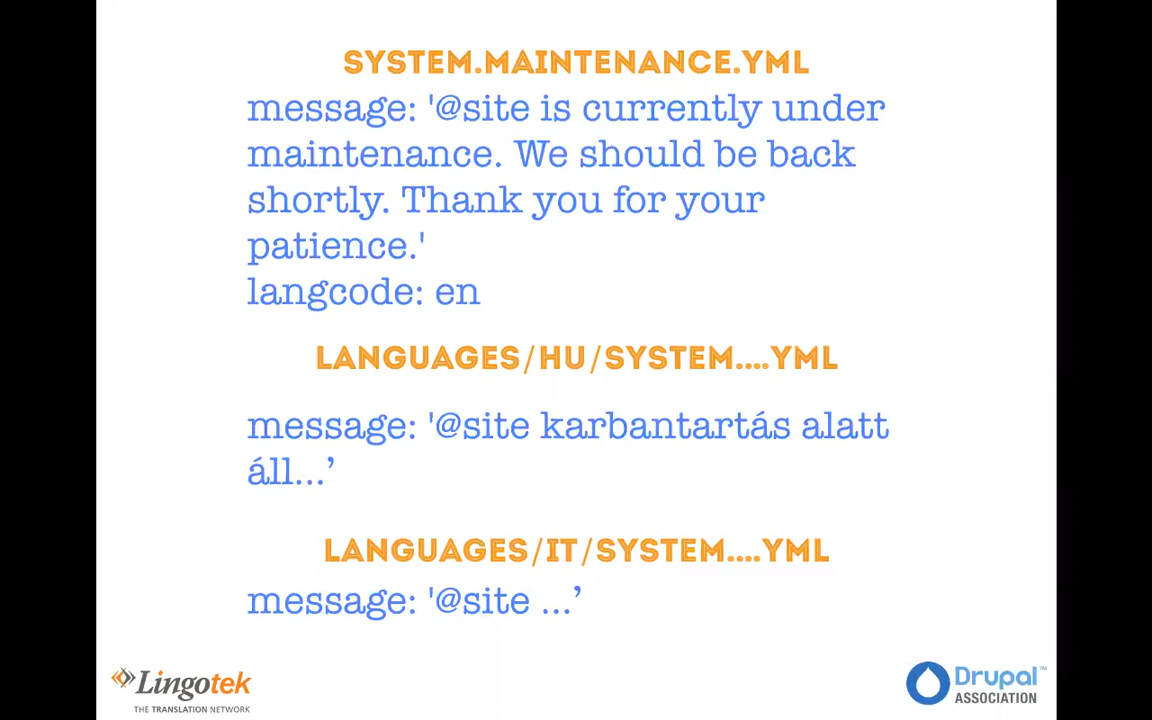 SYSTEM.MAINTENANCE.YML
message: '@site is currently under
maintenance. We should be back
shortly. Thank you for your
patience.'
langcode: en
LANGUAGES/HU/SYSTEM....YML
message: '@site karbantartás alatt
áll...’
LANGUAGES/IT/SYSTEM....YML
message: '@site ...’
Lingotek
THE TRANSLATION NETWORK
Drupal™
ASSOCIATION